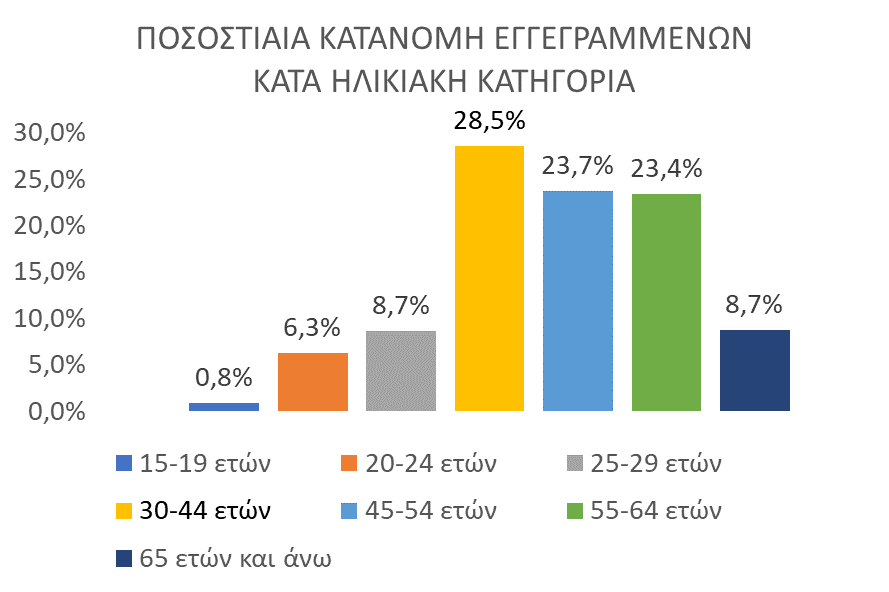 ΠΟΣΟΣΤΙΑΙΑ ΚΑΤΑΝΟΜΗ ΕΓΓΕΓΡΑΜΜΕΝΩΝ
ΚΑΤΑ ΗΛΙΚΙΑΚΗ ΚΑΤΗΓΟΡΙΑ
30,0%
25,0%
20,0%
15,0%
10,0%
5,0%
0,0%
0,8%
6,3%
8,7%
28,5%
23,7%
23,4%
8,7%
15-19 ετών
20-24 ετών
25-29 ετών
30-44 ετών
45-54 ετών
55-64 ετών
65 ετών και άνω